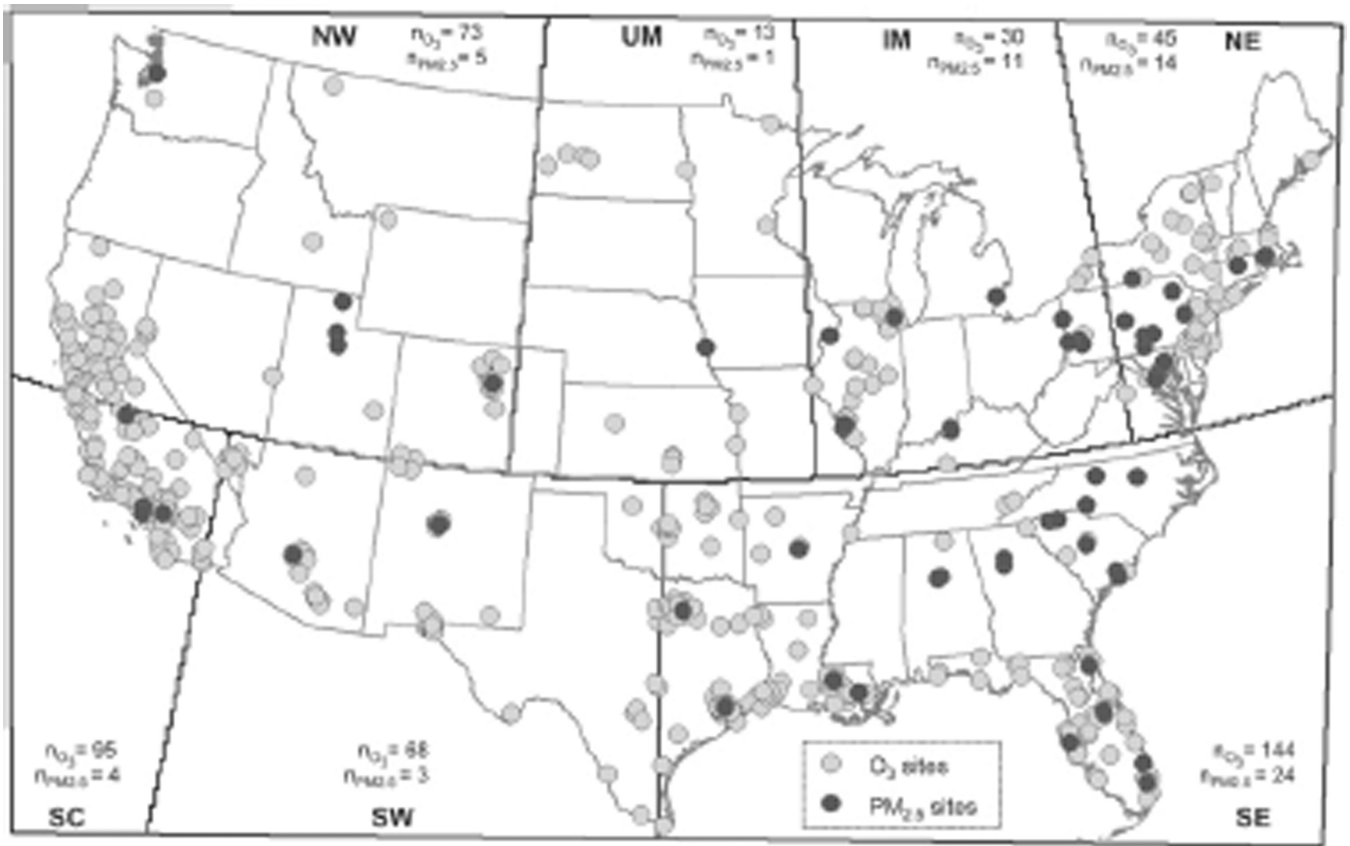 NW nO3= 73
nPM2.5= 5
UM nO3= 13
nPM2.5= 1
IM nO3= 30
nPM2.5= 11
nO3= 45 NE
nPM2.5= 14
nO3= 95
nPM2.5= 4
SC
nO3= 68
nPM2.5= 3
SW
O3 sites
PM2.5 sites
nO3= 144
nPM2.5= 24
SE